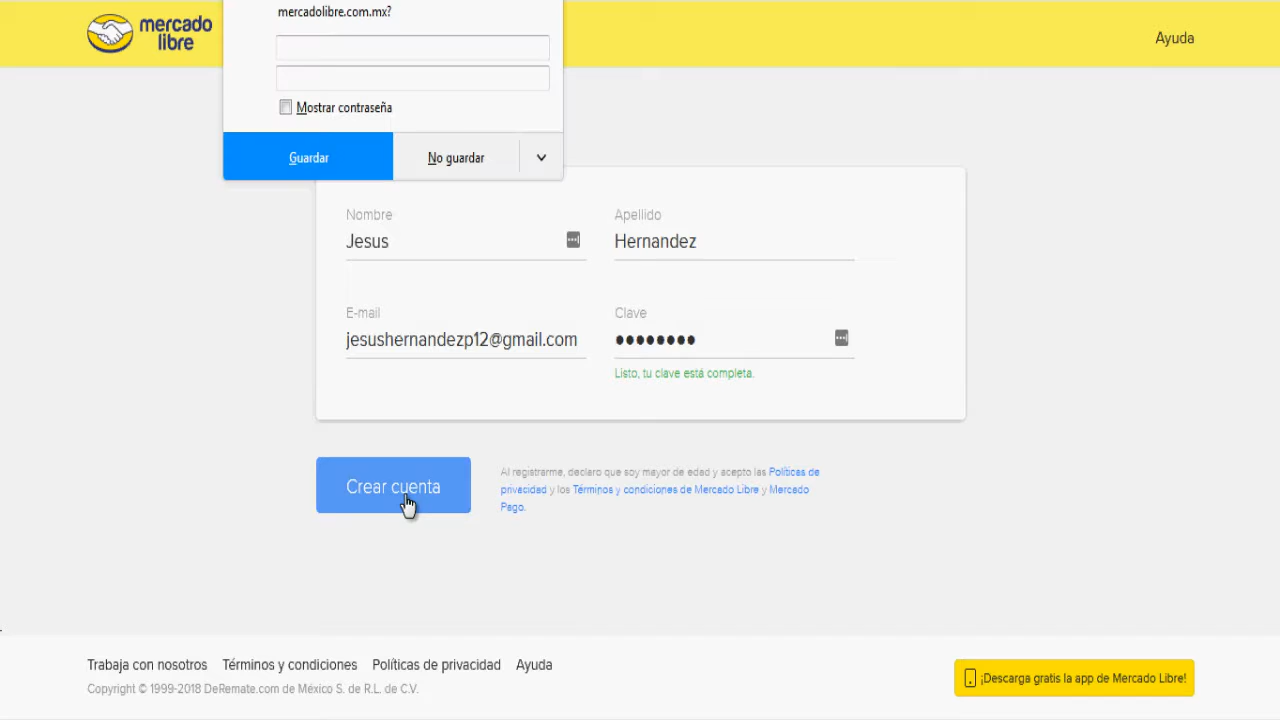 mercado
libre
mercadolibre.com.mx?
Ayuda
Mostrar contraseña
Guardar
No guardar
Nombre
Apellido
Jesus
Hernandez
E-mail
Clave
jesushernandezp12@gmail.com
Listo, tu clave está completa.
Crear cuenta
Al registrarme, declaro que soy mayor de edad y acepto las Políticas de
privacidad y los Términos y condiciones de Mercado Libre y Mercado
Pago.
Trabaja con nosotros Términos y condiciones Políticas de privacidad Ayuda
Copyright © 1999-2018 DeRemate.com de México S. de R.L. de C.V.
¡Descarga gratis la app de Mercado Libre!